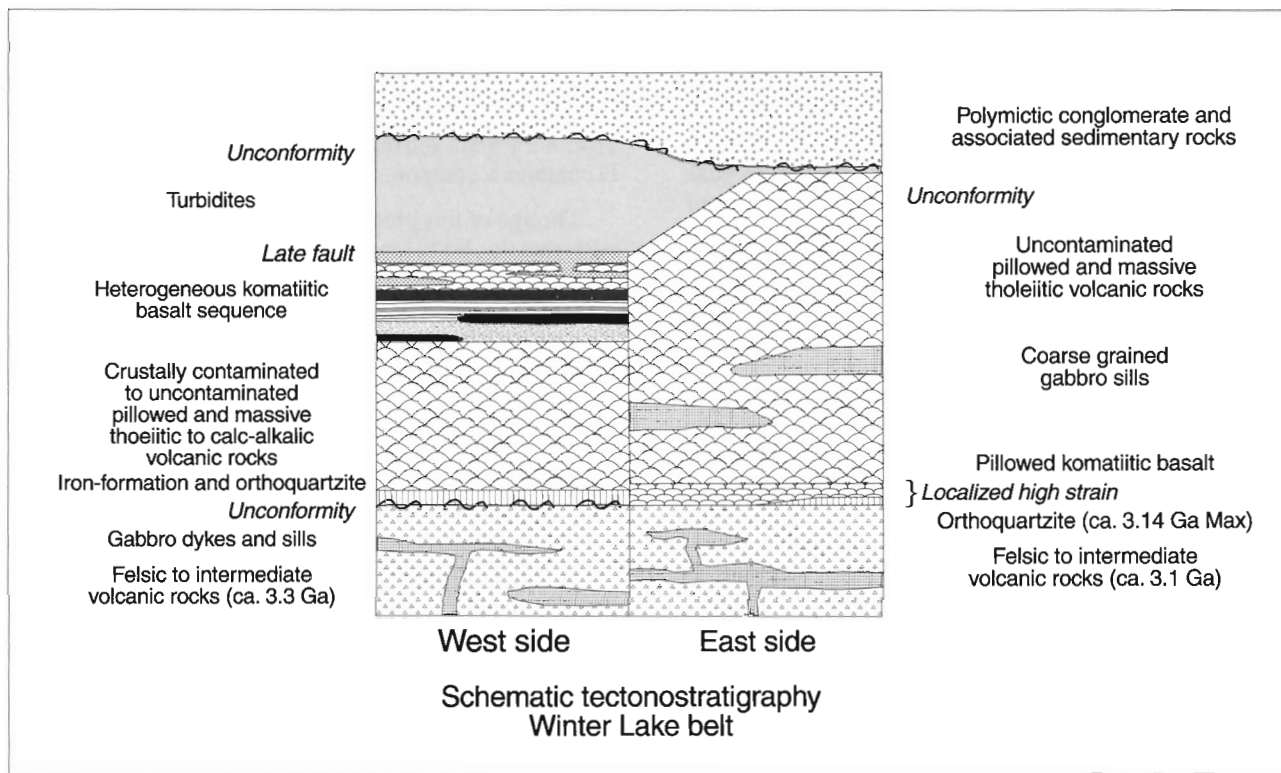 Unconformity
Turbidites
Late fault
Heterogeneous komatiitic
basalt sequence
Crustally contaminated
to uncontaminated
pillowed and massive
thoeiitic to calc-alkalic
volcanic rocks
Iron-formation and orthoquartzite
Unconformity
Gabbro dykes and sills
Felsic to intermediate
volcanic rocks (ca. 3.3 Ga)
Polymictic conglomerate and
associated sedimentary rocks
Unconformity
Uncontaminated
pillowed and massive
tholeiitic volcanic rocks
Coarse grained
gabbro sills
Pillowed komatiitic basalt
} Localized high strain
Orthoquartzite (ca. 3.14 Ga Max)
Felsic to intermediate
volcanic rocks (ca. 3.1 Ga)
West side
East side
Schematic tectonostratigraphy
Winter Lake belt